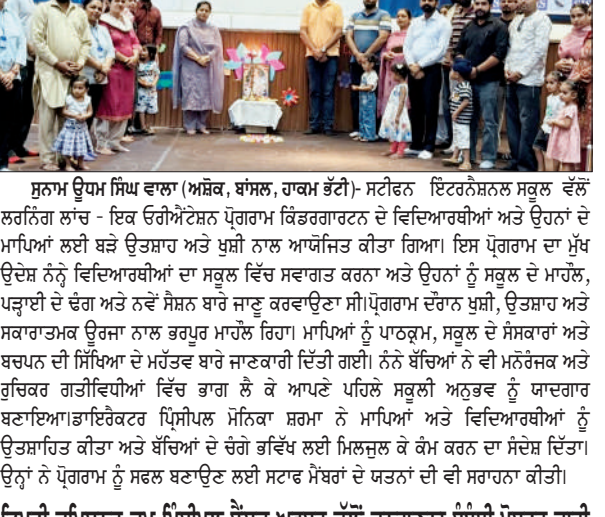 ਸੁਨਾਮ ਊਧਮ ਸਿੰਘ ਵਾਲਾ (ਅਸ਼ੋਕ, ਬਾਂਸਲ, ਹਾਕਮ ਭੱਟੀ)- ਸਟੀਫਨ ਇੰਟਰਨੈਸ਼ਨਲ ਸਕੂਲ ਵੱਲੋਂ
ਲਰਨਿੰਗ ਲਾਂਚ - ਇਕ ਓਰੀਐਂਟੇਸ਼ਨ ਪ੍ਰੋਗਰਾਮ ਕਿੰਡਰਗਾਰਟਨ ਦੇ ਵਿਦਿਆਰਥੀਆਂ ਅਤੇ ਉਹਨਾਂ ਦੇ
ਮਾਪਿਆਂ ਲਈ ਬੜੇ ਉਤਸ਼ਾਹ ਅਤੇ ਖੁਸ਼ੀ ਨਾਲ ਆਯੋਜਿਤ ਕੀਤਾ ਗਿਆ। ਇਸ ਪ੍ਰੋਗਰਾਮ ਦਾ ਮੁੱਖ
ਉਦੇਸ਼ ਨੰਨ੍ਹੇ ਵਿਦਿਆਰਥੀਆਂ ਦਾ ਸਕੂਲ ਵਿੱਚ ਸਵਾਗਤ ਕਰਨਾ ਅਤੇ ਉਹਨਾਂ ਨੂੰ ਸਕੂਲ ਦੇ ਮਾਹੌਲ,
ਪੜ੍ਹਾਈ ਦੇ ਢੰਗ ਅਤੇ ਨਵੇਂ ਸੈਸ਼ਨ ਬਾਰੇ ਜਾਣੂ ਕਰਵਾਉਣਾ ਸੀ।ਪ੍ਰੋਗਰਾਮ ਦੌਰਾਨ ਖੁਸ਼ੀ, ਉਤਸ਼ਾਹ ਅਤੇ
ਸਕਾਰਾਤਮਕ ਊਰਜਾ ਨਾਲ ਭਰਪੂਰ ਮਾਹੌਲ ਰਿਹਾ। ਮਾਪਿਆਂ ਨੂੰ ਪਾਠਕ੍ਰਮ, ਸਕੂਲ ਦੇ ਸੰਸਕਾਰਾਂ ਅਤੇ
ਬਚਪਨ ਦੀ ਸਿੱਖਿਆ ਦੇ ਮਹੱਤਵ ਬਾਰੇ ਜਾਣਕਾਰੀ ਦਿੱਤੀ ਗਈ। ਨੰਨੇ ਬੱਚਿਆਂ ਨੇ ਵੀ ਮਨੋਰੰਜਕ ਅਤੇ
ਰੁਚਿਕਰ ਗਤੀਵਿਧੀਆਂ ਵਿੱਚ ਭਾਗ ਲੈ ਕੇ ਆਪਣੇ ਪਹਿਲੇ ਸਕੂਲੀ ਅਨੁਭਵ ਨੂੰ ਯਾਦਗਾਰ
ਬਣਾਇਆ।ਡਾਇਰੈਕਟਰ ਪ੍ਰਿੰਸੀਪਲ ਮੋਨਿਕਾ ਸ਼ਰਮਾ ਨੇ ਮਾਪਿਆਂ ਅਤੇ ਵਿਦਿਆਰਥੀਆਂ ਨੂੰ
ਉਤਸ਼ਾਹਿਤ ਕੀਤਾ ਅਤੇ ਬੱਚਿਆਂ ਦੇ ਚੰਗੇ ਭਵਿੱਖ ਲਈ ਮਿਲਜੁਲ ਕੇ ਕੰਮ ਕਰਨ ਦਾ ਸੰਦੇਸ਼ ਦਿੱਤਾ।
ਉਨ੍ਹਾਂ ਨੇ ਪ੍ਰੋਗਰਾਮ ਨੂੰ ਸਫਲ ਬਣਾਉਣ ਲਈ ਸਟਾਫ ਮੈਂਬਰਾਂ ਦੇ ਯਤਨਾਂ ਦੀ ਵੀ ਸਰਾਹਨਾ ਕੀਤੀ।